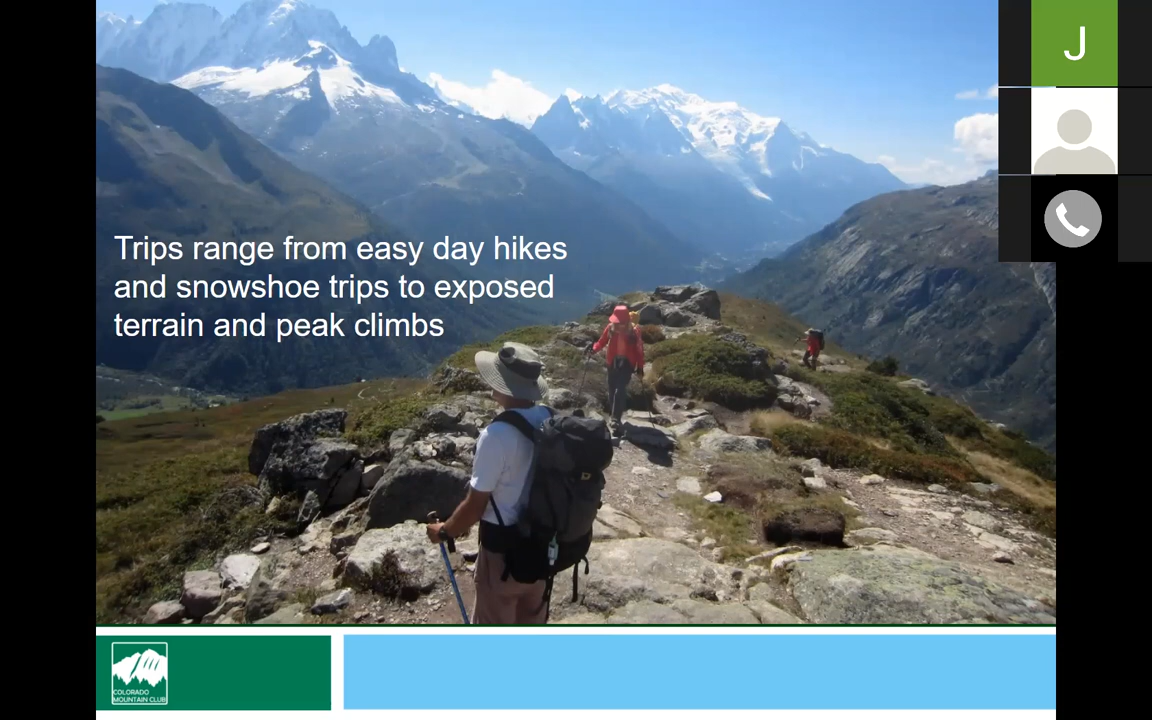 Trips range from easy day hikes
and snowshoe trips to exposed
terrain and peak climbs
J
COLORADO
MOUNTAIN CLUB